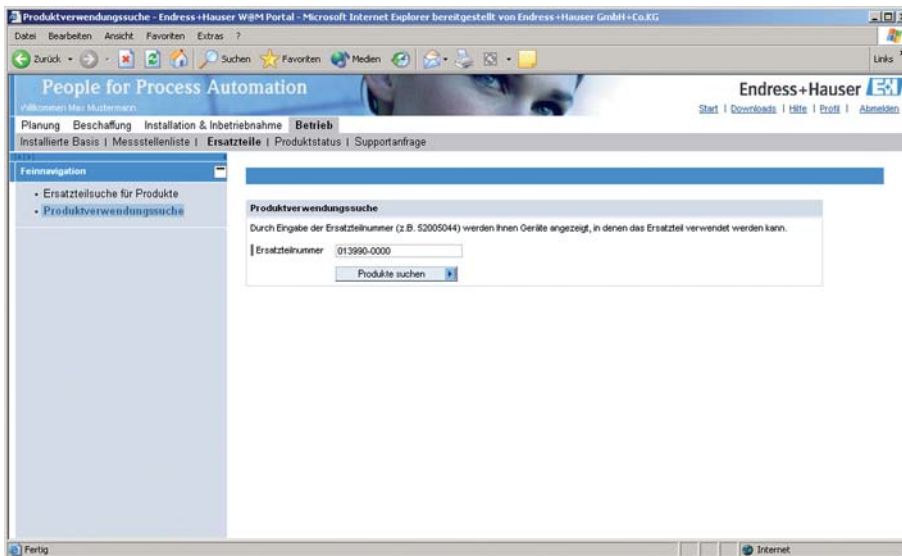 Produktverwendungssuche - Endress+Hauser W@M Portal - Microsoft Internet Explorer bereitgestellt von Endress+Hauser GmbH+Co.KG
Datei Bearbeiten Ansicht Favoriten Extras ?
Zurück Suchen Favoriten Medien Links
People for Process Automation
Endress+Hauser EH
Willkommen Max Mustermann
Start | Downloads | Hilfe | Profil | Abmelden
Planung Beschaffung Installation & Inbetriebnahme Betrieb
Installierte Basis | Messstellenliste | Ersatzteile | Produktstatus | Supportanfrage
Feinnavigation
• Ersatzteilsuche für Produkte
• Produktverwendungssuche
Produktverwendungssuche
Durch Eingabe der Ersatzteilnummer (z.B. 52005044) werden Ihnen Geräte angezeigt, in denen das Ersatzteil verwendet werden kann.
Ersatzteilnummer 013990-0000
Produkte suchen
Fertig Internet